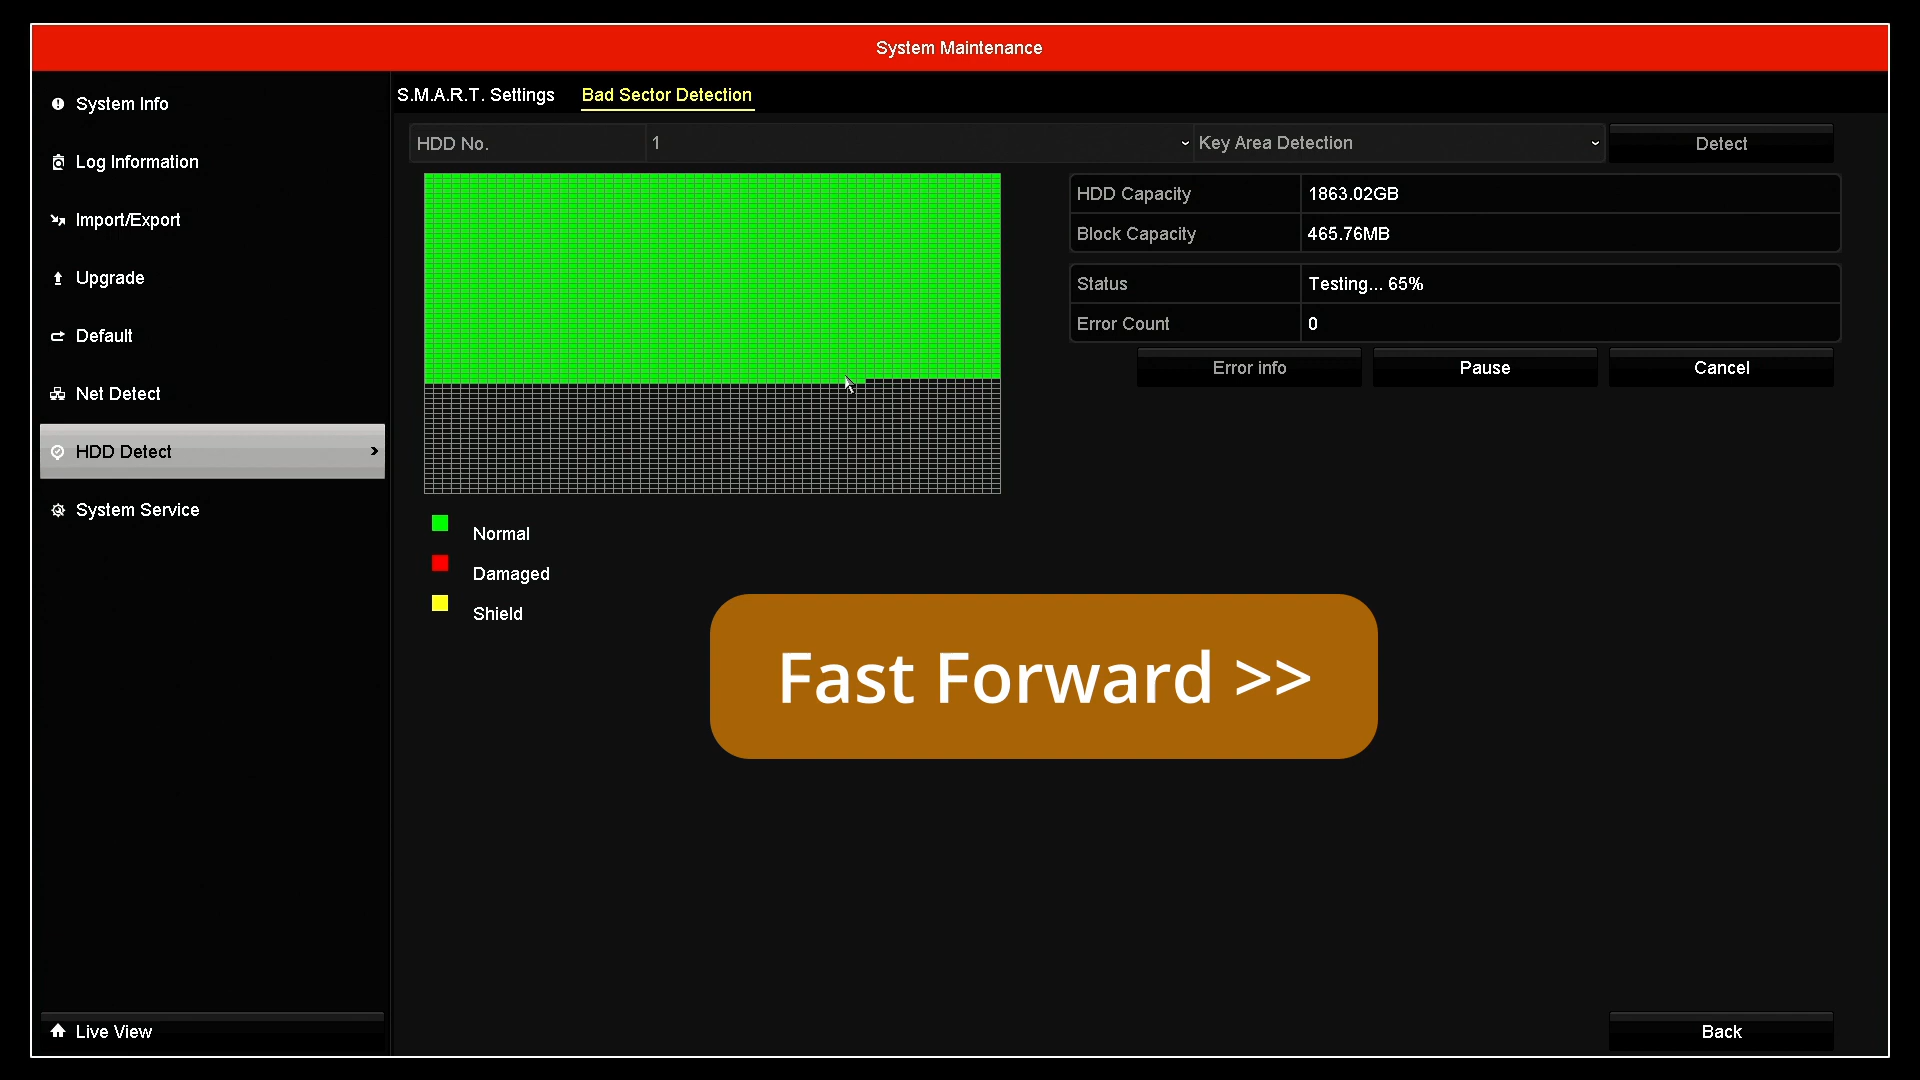 System Maintenance
System Info
Log Information
Import/Export
Upgrade
Default
Net Detect
HDD Detect
System Service
Live View
S.M.A.R.T. Settings Bad Sector Detection
HDD No. 1 Key Area Detection Detect
HDD Capacity 1863.02GB
Block Capacity 465.76MB
Status Testing... 65%
Error Count 0
Error info Pause Cancel
Normal
Damaged
Shield
Fast Forward >>
Back